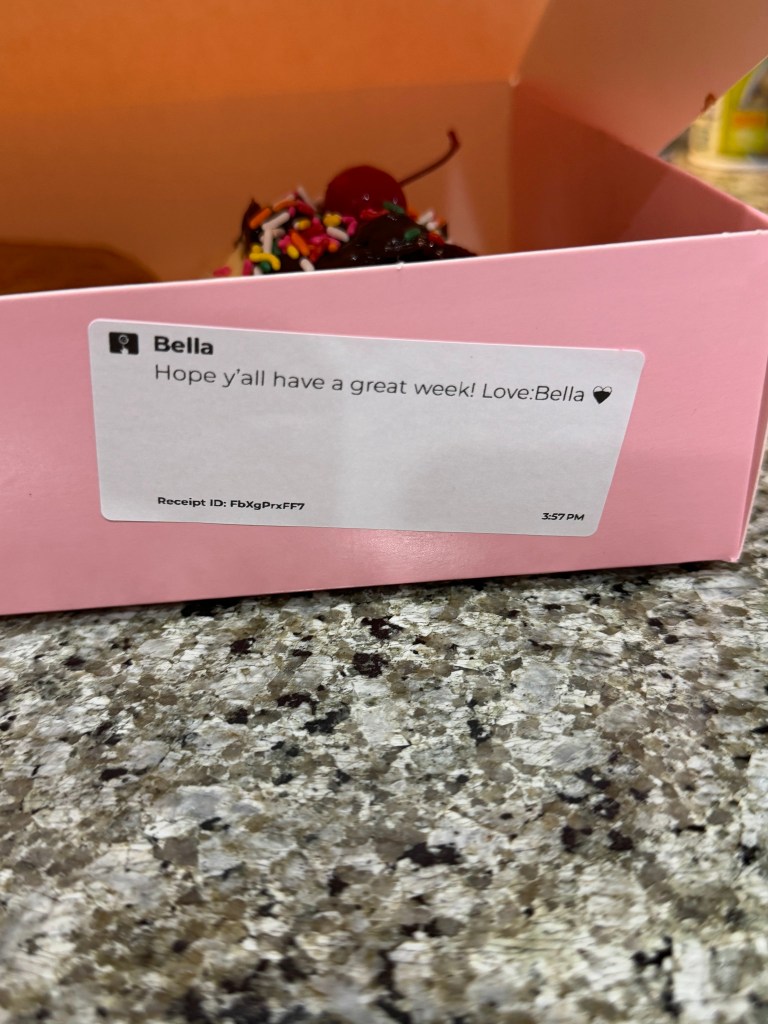 Bella
Hope y'all have a great week! Love:Bella 🖤
Receipt ID: FbXgPrxFF7
3:57 PM